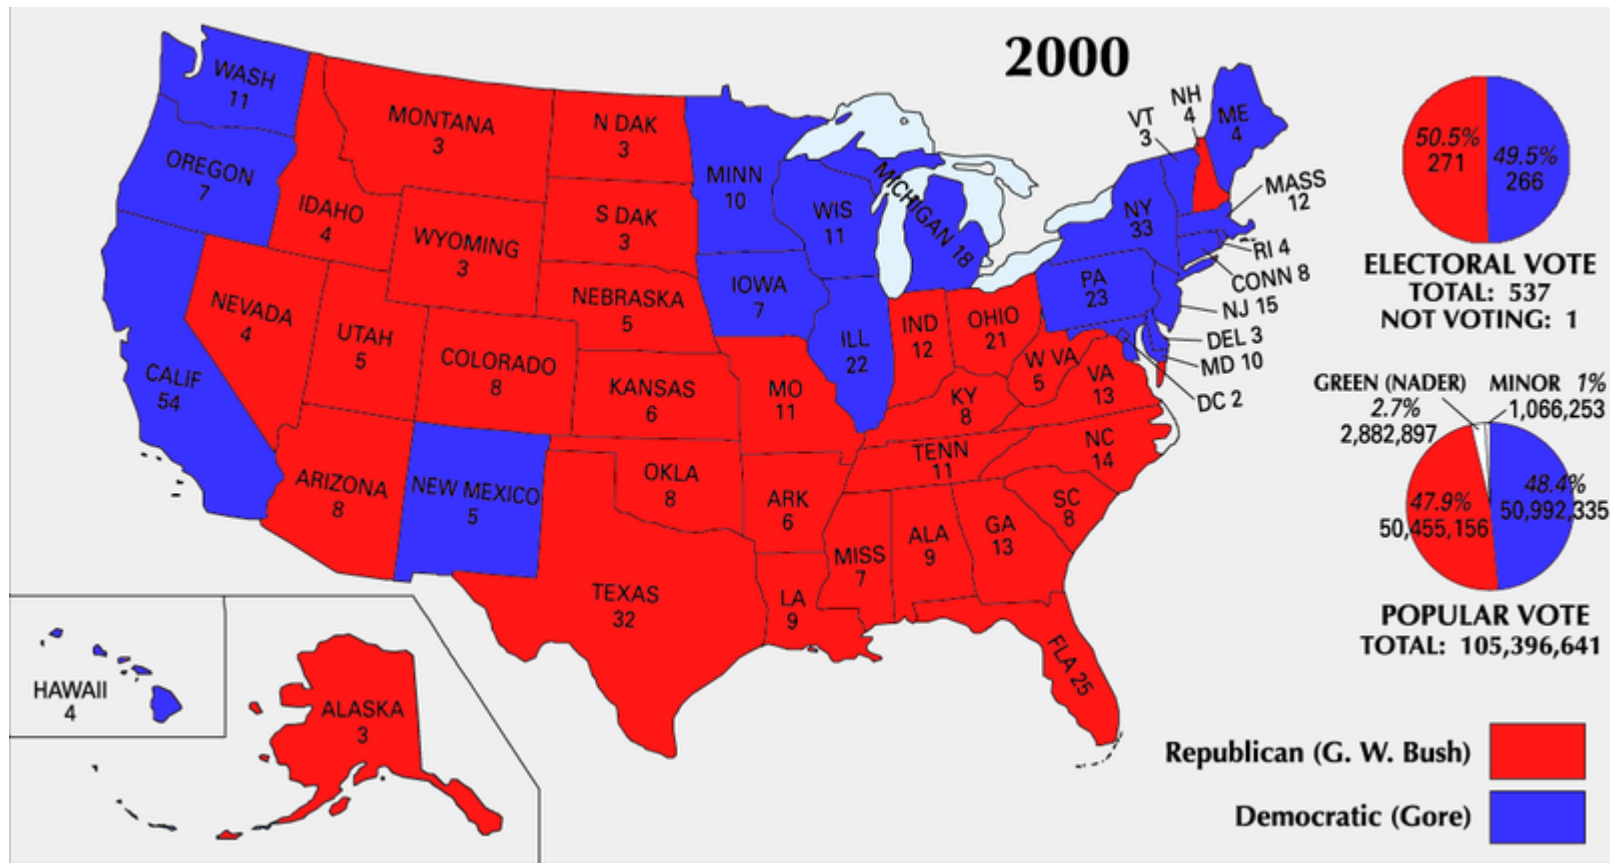 2000
WASH
11
OREGON
7
CALIF
54
NEVADA
4
IDAHO
4
MONTANA
3
WYOMING
3
UTAH
5
COLORADO
8
ARIZONA
8
NEW MEXICO
5
N DAK
3
S DAK
3
NEBRASKA
5
KANSAS
6
OKLA
8
TEXAS
32
MINN
10
IOWA
7
MO
11
ARK
6
LA
9
WIS
11
ILL
22
MICHIGAN 18
IND
12
OHIO
21
KY
8
TENN
11
MISS
7
ALA
9
GA
13
FLA 25
SC
8
NC
14
VA
13
W VA
5
PA
23
NY
33
VT
3
NH
4
ME
4
MASS
12
RI 4
CONN 8
NJ 15
DEL 3
MD 10
DC 2
HAWAII
4
ALASKA
3
50.5%
271
49.5%
266
ELECTORAL VOTE
TOTAL: 537
NOT VOTING: 1
GREEN (NADER)
2.7%
2,882,897
MINOR 1%
1,066,253
47.9%
50,455,156
48.4%
50,992,335
POPULAR VOTE
TOTAL: 105,396,641
Republican (G. W. Bush)
Democratic (Gore)